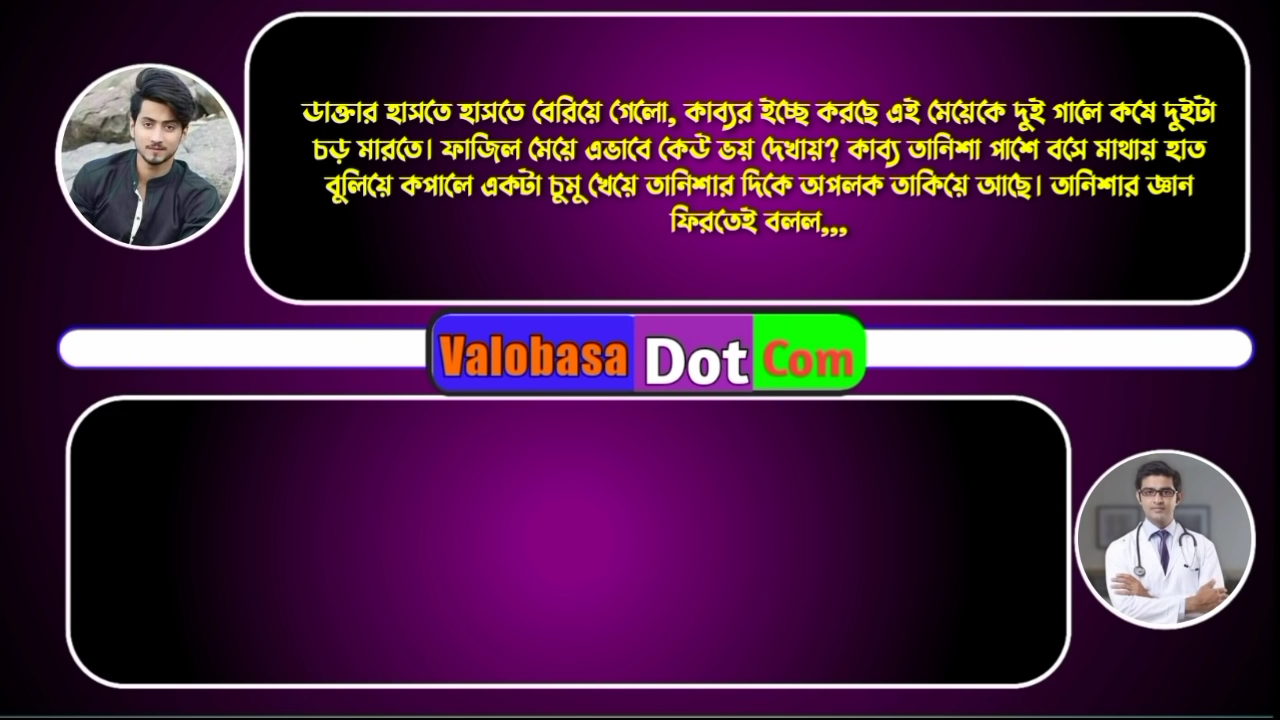 ডাক্তার হাসতে হাসতে বেরিয়ে গেলো, কাব্যর ইচ্ছে করছে এই মেয়েকে দুই গালে কষে দুইটা
চড় মারতে। ফাজিল মেয়ে এভাবে কেউ ভয় দেখায়? কাব্য তানিশা পাশে বসে মাথায় হাত
বুলিয়ে কপালে একটা চুমু খেয়ে তানিশার দিকে অপলক তাকিয়ে আছে। তানিশার জ্ঞান
ফিরতেই বলল,,,
Valobasa Dot Com